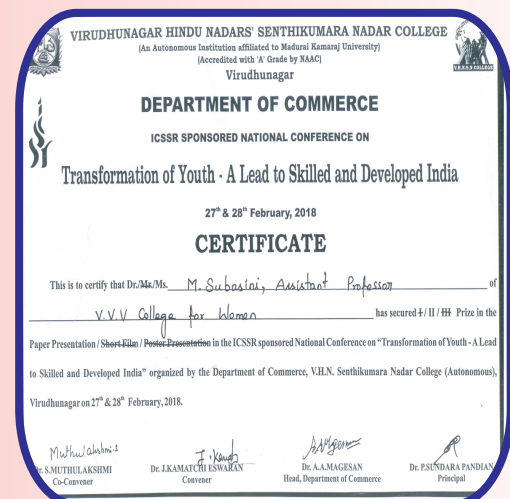 VIRUDHUNAGAR HINDU NADARS' SENTHIKUMARA NADAR COLLEGE
(An Autonomous Institution affiliated to Madurai Kamaraj University)
(Accredited with 'A' Grade by NAAC)
Virudhunagar
V.H.N.S.N COLLEGE
DEPARTMENT OF COMMERCE
ICSSR SPONSORED NATIONAL CONFERENCE ON
Transformation of Youth - A Lead to Skilled and Developed India
27th & 28th February, 2018
CERTIFICATE
This is to certify that Dr./Mr./Ms. M. Subasini, Assistant Professor of
V.V.V College for Women has secured I / II / III Prize in the
Paper Presentation / Short Film / Poster Presentation in the ICSSR sponsored National Conference on "Transformation of Youth - A Lead
to Skilled and Developed India" organized by the Department of Commerce, V.H.N. Senthikumara Nadar College (Autonomous),
Virudhunagar on 27th & 28th February, 2018.
Muthulakshmi.S
Dr. S.MUTHULAKSHMI
Co-Convener
Dr. J.KAMATCHI ESWARAN
Convener
Dr. A.A.MAGESAN
Head, Department of Commerce
Dr. P.SUNDARA PANDIAN
Principal